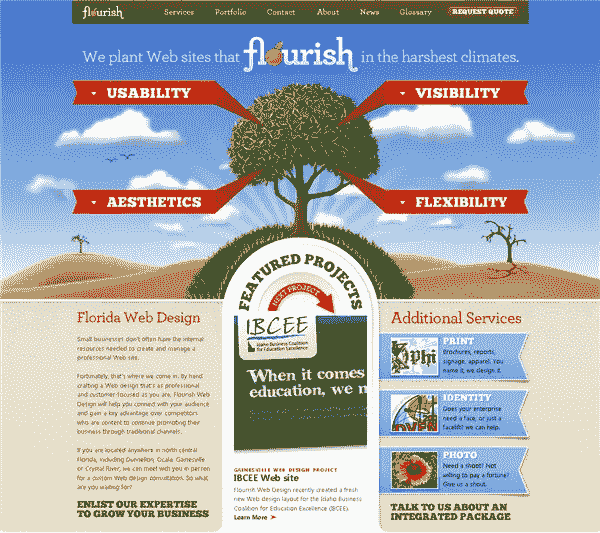 flourish Services Portfolio Contact About News Glossary REQUEST QUOTE
We plant Web sites that flourish in the harshest climates.
USABILITY
VISIBILITY
AESTHETICS
FLEXIBILITY
FEATURED PROJECTS
NEXT PROJECT
Florida Web Design
Small businesses don't often have the internal
resources needed to create and manage a
professional Web site.
Fortunately, that's where we come in. By hand
crafting a Web design that's as professional
and customer focused as you are, Flourish Web
Design will help you connect with your audience
and gain a key advantage over competitors
who are content to continue promoting their
business through traditional channels.
If you are located anywhere in north central
Florida, including Dunnellon, Ocala, Gainesville
or Crystal River, we can meet with you in person
for a custom Web design consultation. So what
are you waiting for?
ENLIST OUR EXPERTISE
TO GROW YOUR BUSINESS
IBCEE
Idaho Business Coalition
for Education Excellence
When it comes
education, we n
GAINESVILLE WEB DESIGN PROJECT
IBCEE Web site
Flourish Web Design recently created a fresh
new Web design layout for the Idaho Business
Coalition for Education Excellence (IBCEE).
Learn More
Additional Services
phi
PRINT
Brochures, reports,
signage, apparel. You
name it, we design it.
IDENTITY
Does your enterprise
need a face, or just a
facelift? we can help.
PHOTO
Need a shoot? Not
willing to pay a fortune?
Give us a shout.
TALK TO US ABOUT AN
INTEGRATED PACKAGE